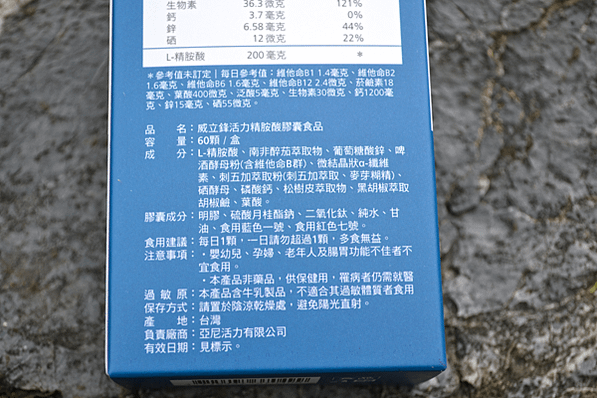 生物素 36.3 微克 121%
鈣 3.7 毫克 0%
鋅 6.58 毫克 44%
硒 12 微克 22%
L-精胺酸 200 毫克 *
*參考值未訂定|每日參考值:維他命B1 1.4毫克、維他命B2
1.6毫克、維他命B6 1.6毫克、維他命B12 2.4微克、菸鹼素18
毫克、葉酸400微克、泛酸5毫克、生物素30微克、鈣1200毫
克、鋅15毫克、硒55微克。
品 名:威立鋒活力精胺酸膠囊食品
容 量:60顆/盒
成 分:L-精胺酸、南非醉茄萃取物、葡萄糖酸鋅、啤
酒酵母粉(含維他命B群)、微結晶狀α-纖維
素、刺五加萃取粉(刺五加萃取、麥芽糊精)、
硒酵母、磷酸鈣、松樹皮萃取物、黑胡椒萃取
胡椒鹼、葉酸。
膠囊成分:明膠、硫酸月桂酯鈉、二氧化鈦、純水、甘
油、食用藍色一號、食用紅色七號。
食用建議:每日1顆,一日請勿超過1顆,多食無益。
注意事項:·嬰幼兒、孕婦、老年人及腸胃功能不佳者不
宜食用。
·本產品非藥品,供保健用,罹病者仍需就醫
過 敏 原:本產品含牛乳製品,不適合其過敏體質者食用
保存方式:請置於陰涼乾燥處,避免陽光直射。
產 地:台灣
負責廠商:亞尼活力有限公司
有效日期:見標示。